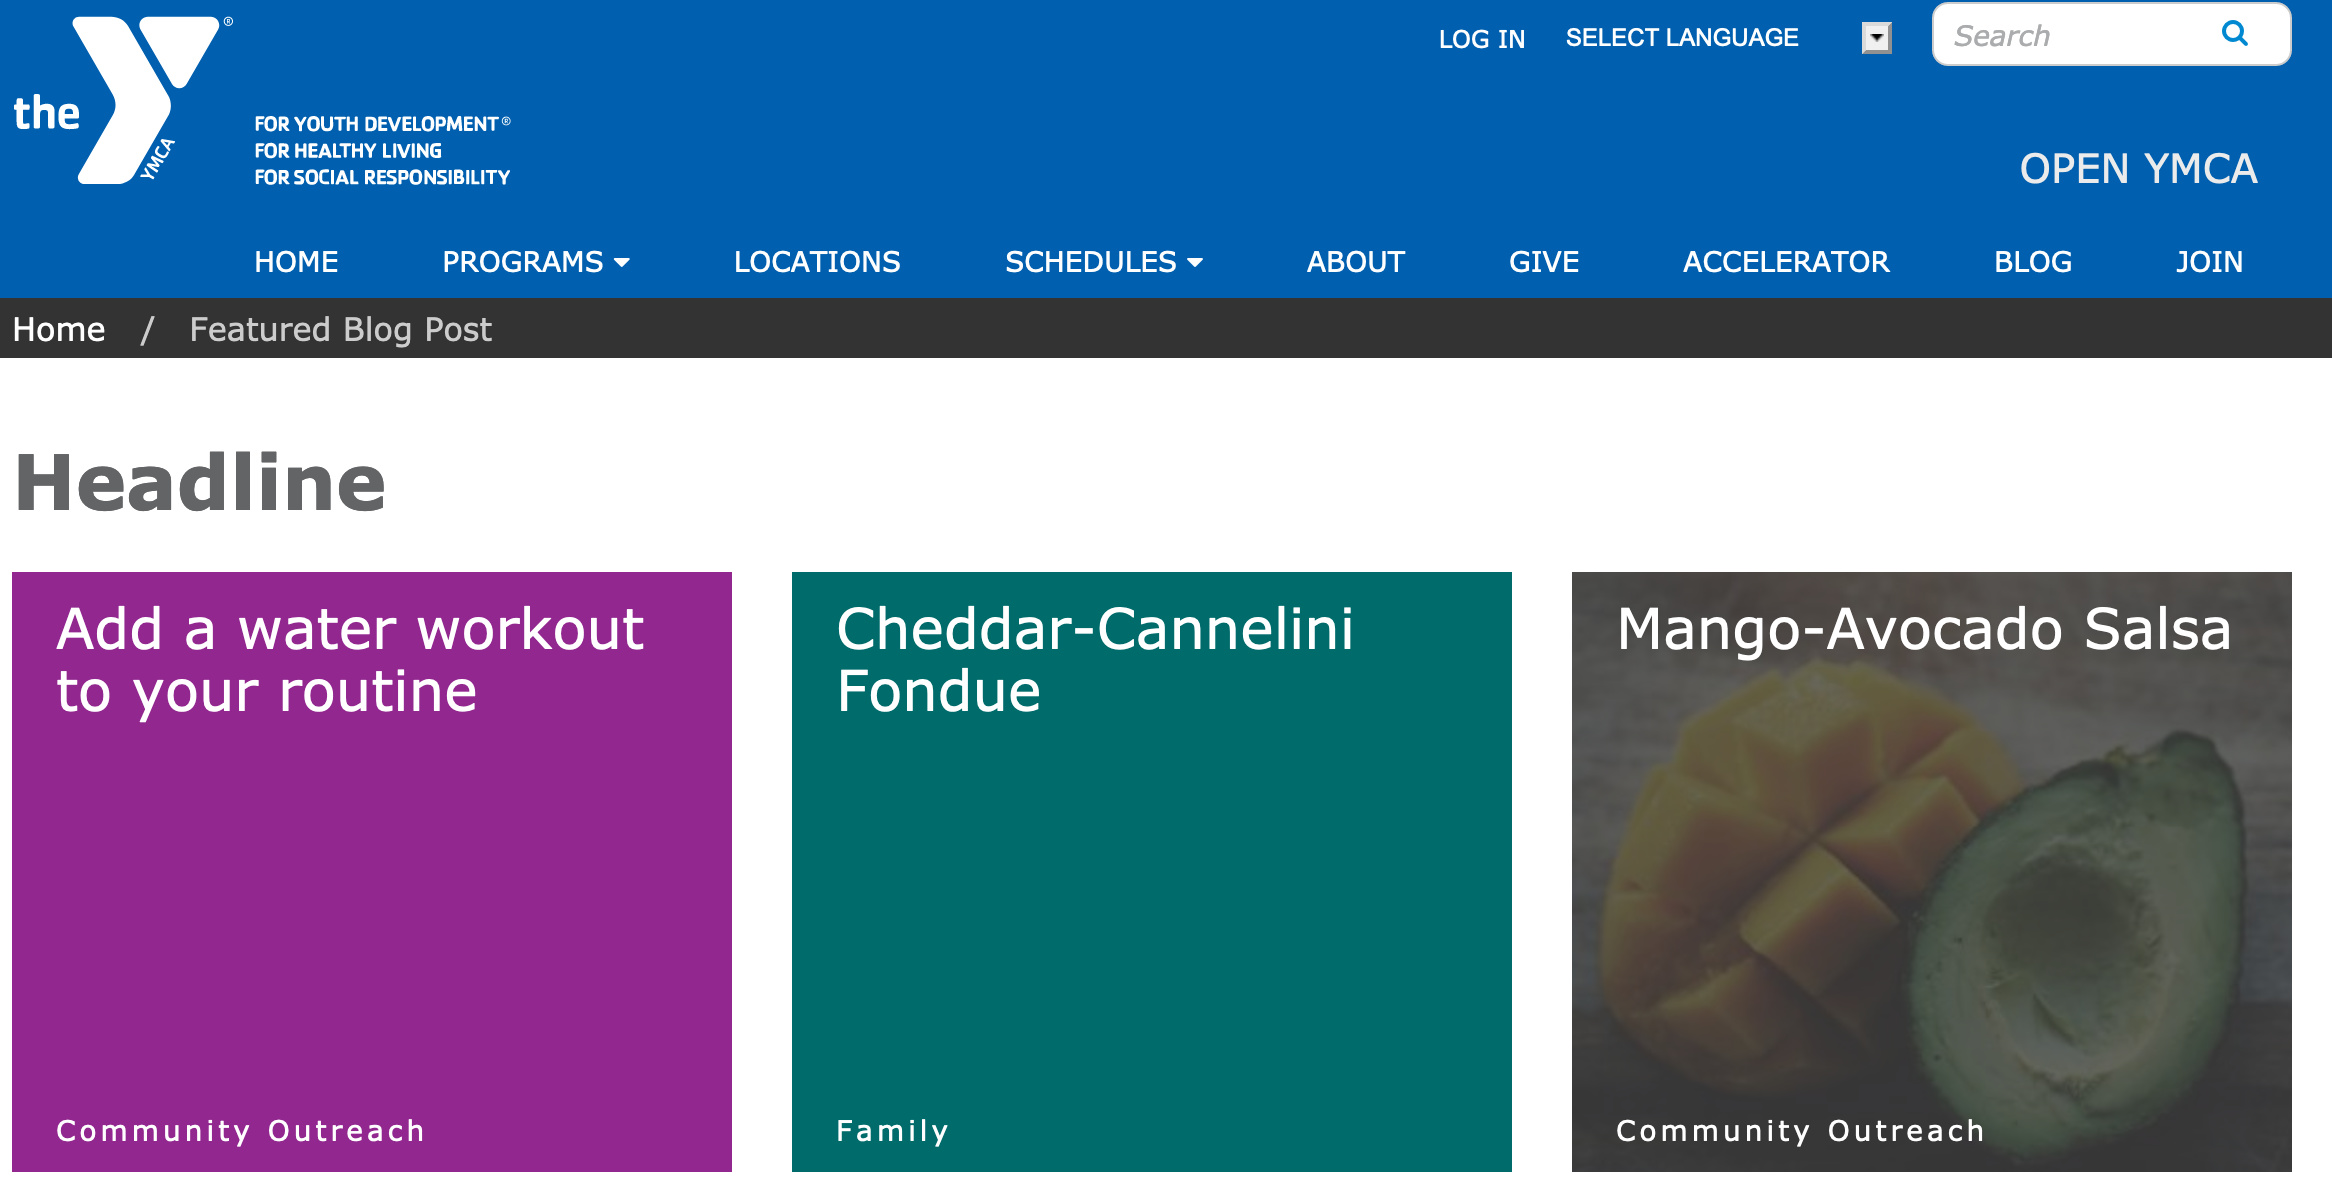 the
YMCA
®
FOR YOUTH DEVELOPMENT®
FOR HEALTHY LIVING
FOR SOCIAL RESPONSIBILITY
LOG IN
SELECT LANGUAGE
Search
OPEN YMCA
HOME PROGRAMS LOCATIONS SCHEDULES ABOUT GIVE ACCELERATOR BLOG JOIN
Home / Featured Blog Post
Headline
Add a water workout
to your routine
Community Outreach
Cheddar-Cannelini
Fondue
Family
Mango-Avocado Salsa
Community Outreach